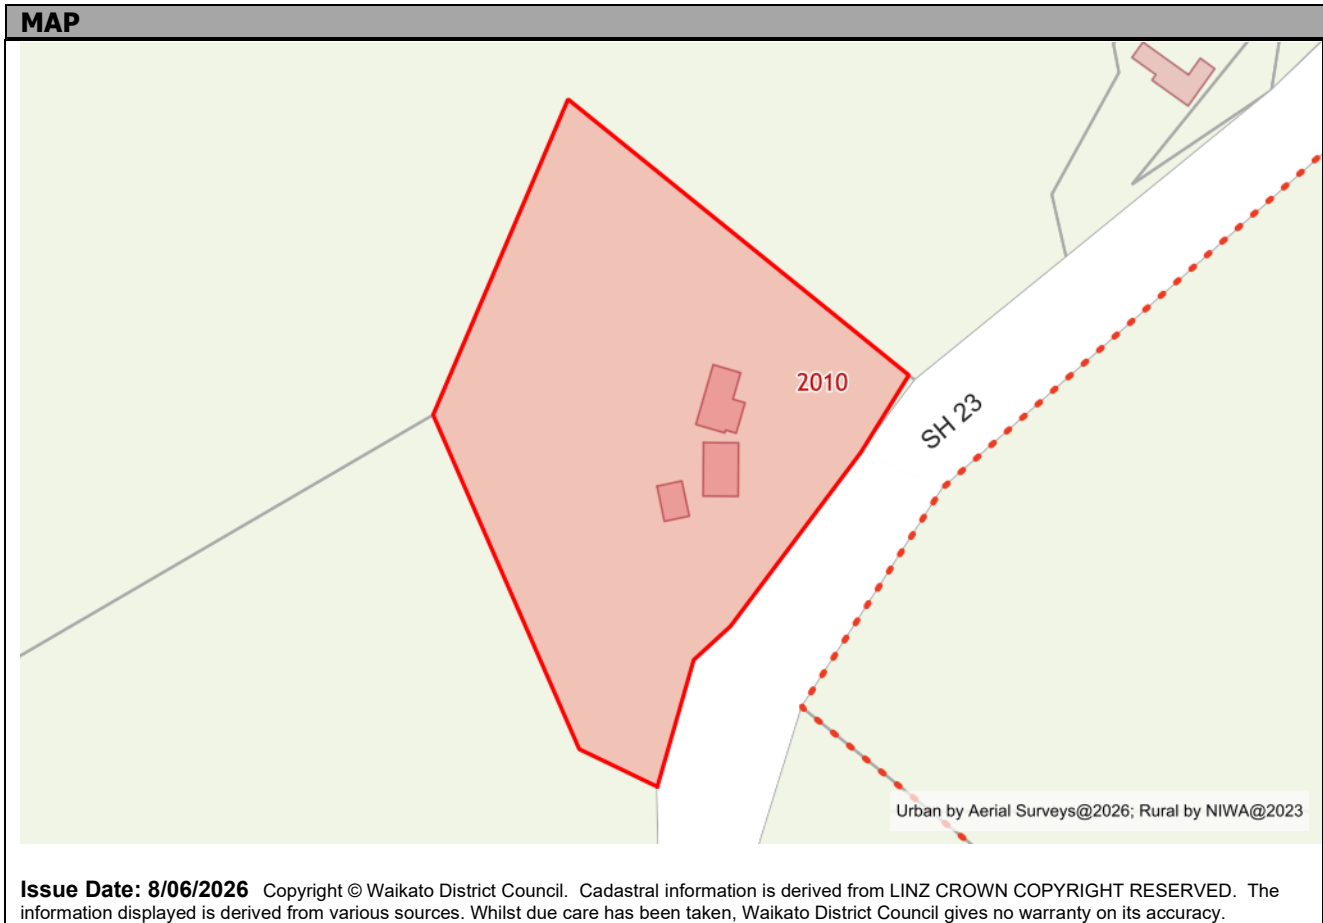 MAP
2010
SH 23
Urban by Aerial Surveys@2026; Rural by NIWA@2023
Issue Date: 8/06/2026 Copyright © Waikato District Council. Cadastral information is derived from LINZ CROWN COPYRIGHT RESERVED. The
information displayed is derived from various sources. Whilst due care has been taken, Waikato District Council gives no warranty on its accuracy.